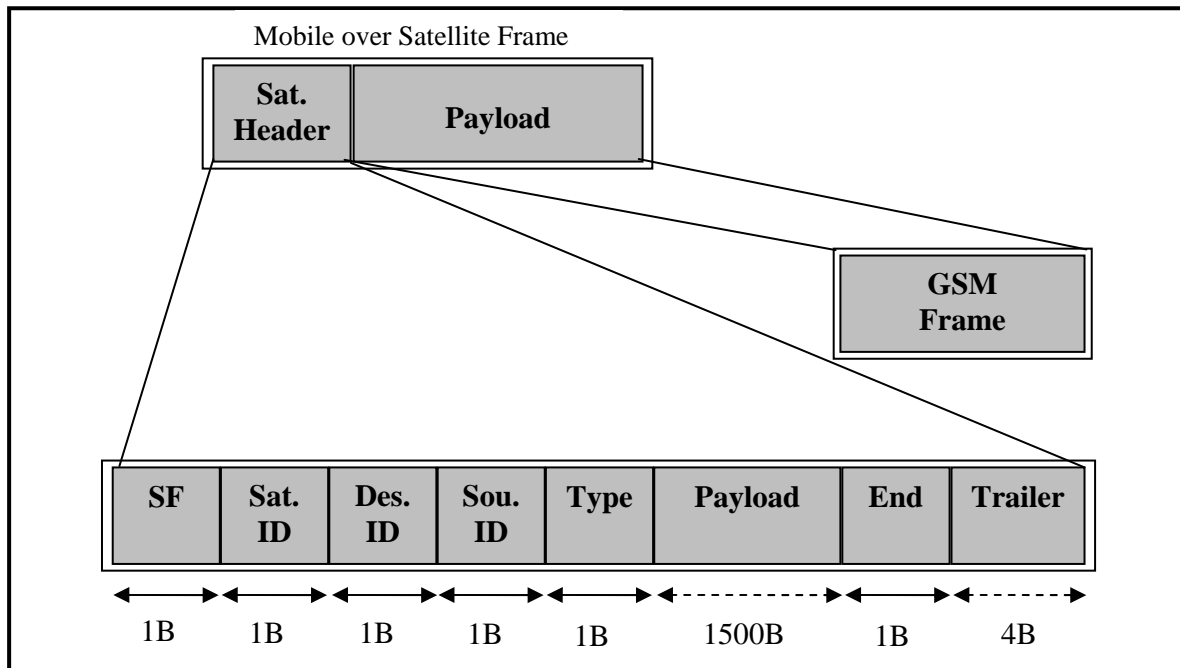 Mobile over Satellite Frame
Sat.
Header
Payload
GSM
Frame
SF
Sat.
ID
Des.
ID
Sou.
ID
Type
Payload
End
Trailer
1B
1B
1B
1B
1B
1500B
1B
4B